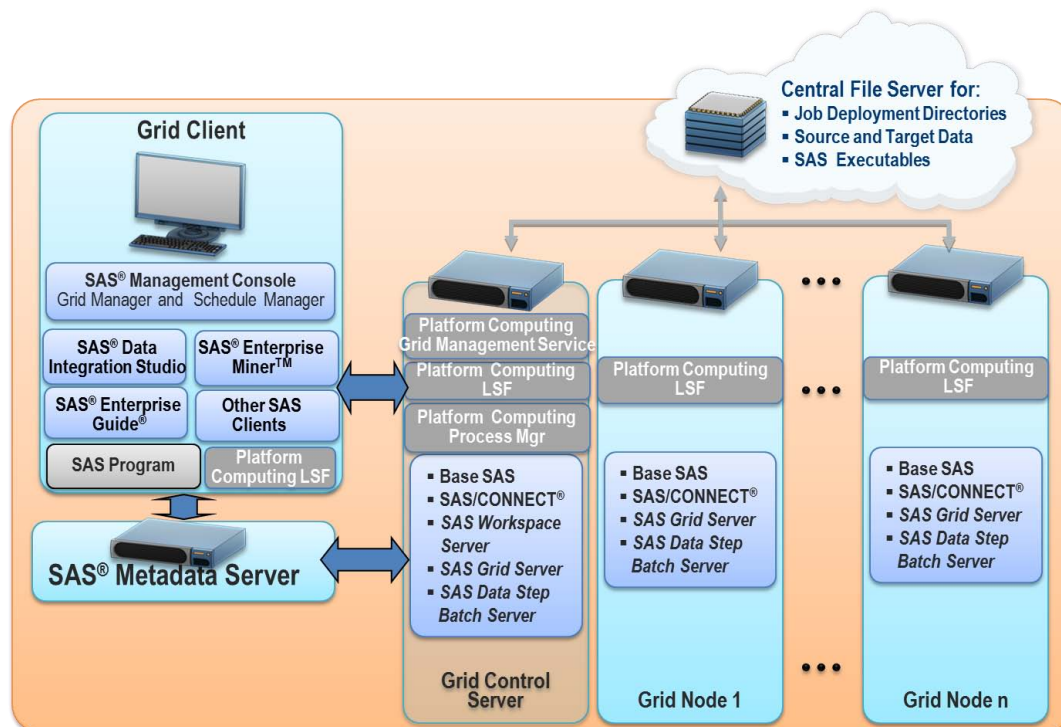 Central File Server for:
▪ Job Deployment Directories
▪ Source and Target Data
▪ SAS Executables
Grid Client
SAS® Management Console
Grid Manager and Schedule Manager
SAS® Data
Integration Studio
SAS® Enterprise
Miner™
SAS® Enterprise
Guide®
Other SAS
Clients
SAS Program
Platform
Computing LSF
SAS® Metadata Server
Platform Computing
Grid Management Service
Platform Computing
LSF
Platform Computing
Process Mgr
▪ Base SAS
▪ SAS/CONNECT®
▪ SAS Workspace
Server
▪ SAS Grid Server
▪ SAS Data Step
Batch Server
Grid Control
Server
Platform Computing
LSF
▪ Base SAS
▪ SAS/CONNECT®
▪ SAS Grid Server
▪ SAS Data Step
Batch Server
Grid Node 1
•••
•••
•••
Platform Computing
LSF
▪ Base SAS
▪ SAS/CONNECT®
▪ SAS Grid Server
▪ SAS Data Step
Batch Server
Grid Node n